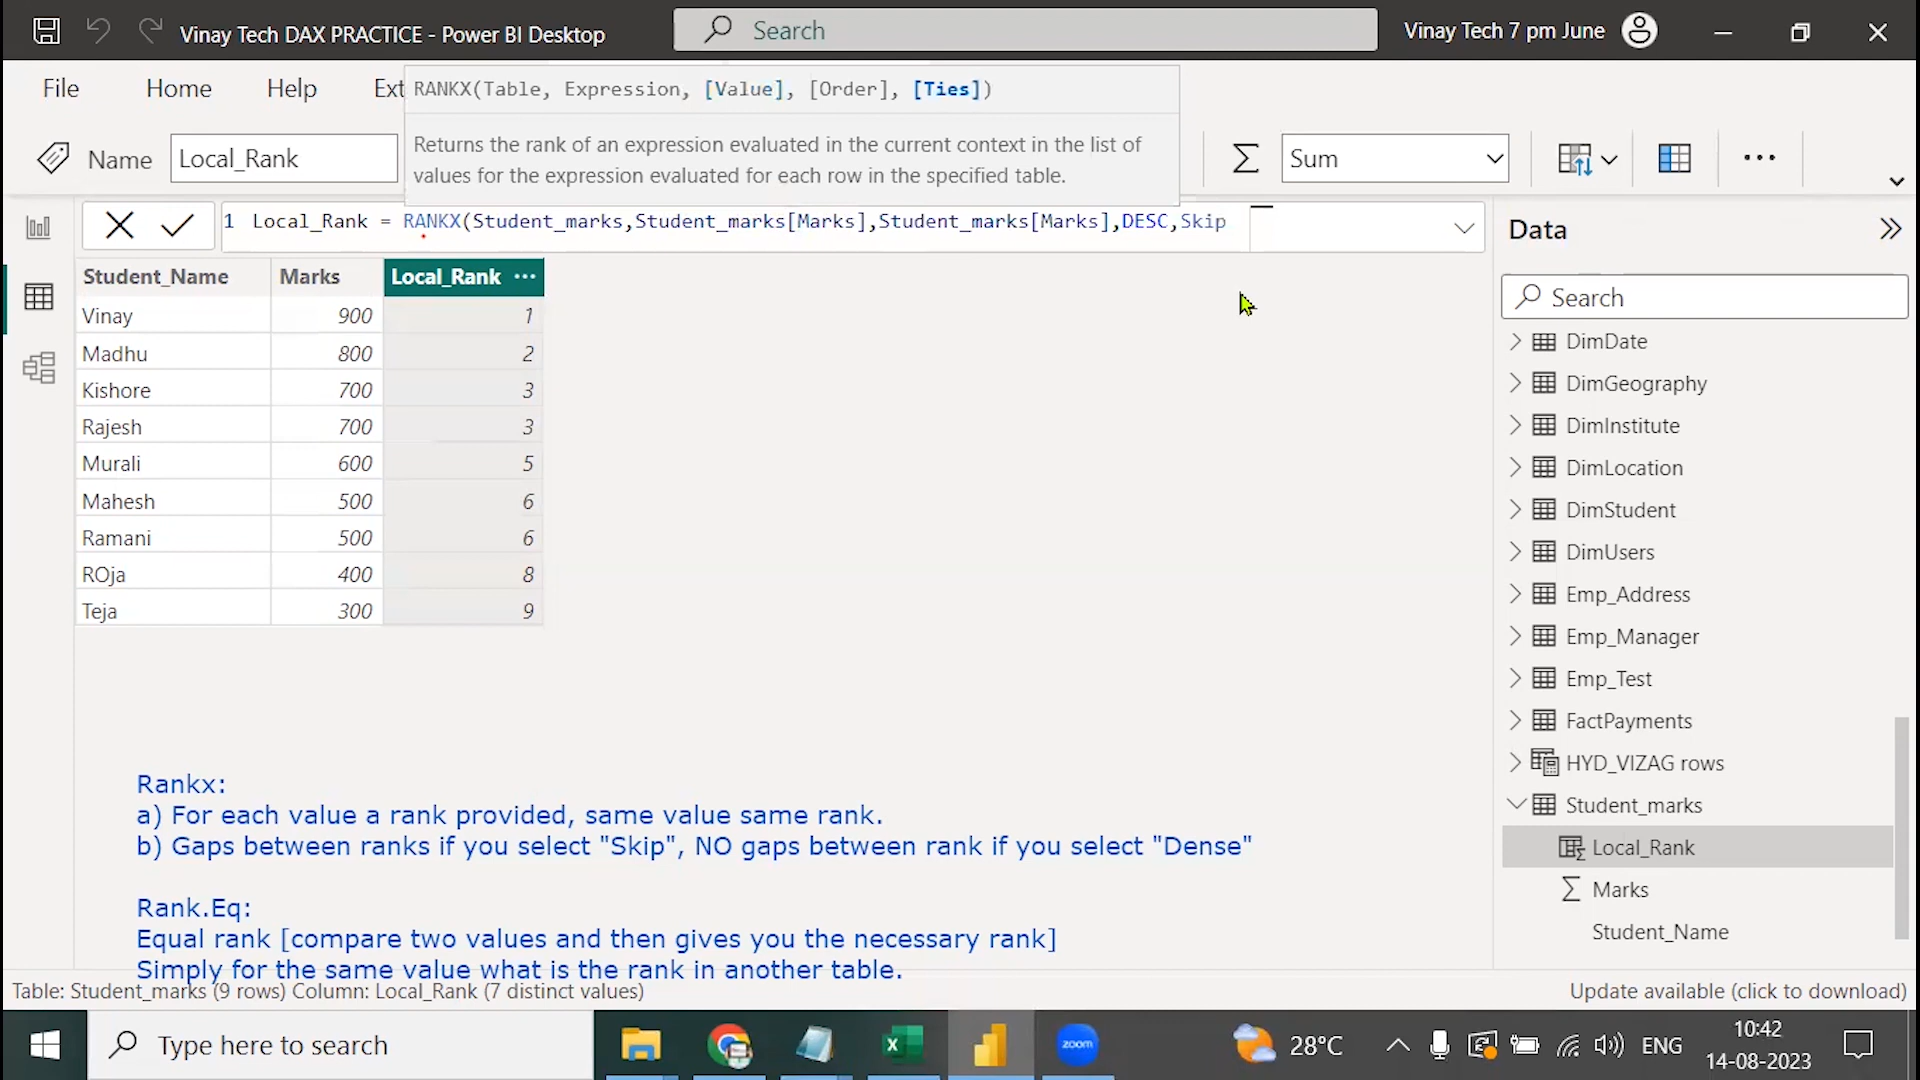 Vinay Tech DAX PRACTICE - Power BI Desktop
Search
Vinay Tech 7 pm June
File
Home
Help
Ext
RANKX(Table, Expression, [Value], [Order], [Ties])
Returns the rank of an expression evaluated in the current context in the list of
values for the expression evaluated for each row in the specified table.
Name
Local_Rank
Sum
1 Local_Rank = RANKX(Student_marks,Student_marks[Marks],Student_marks[Marks],DESC,Skip
Student_Name Marks Local_Rank
Vinay 900 1
Madhu 800 2
Kishore 700 3
Rajesh 700 3
Murali 600 5
Mahesh 500 6
Ramani 500 6
ROja 400 8
Teja 300 9
Rankx:
a) For each value a rank provided, same value same rank.
b) Gaps between ranks if you select "Skip", NO gaps between rank if you select "Dense"
Rank.Eq:
Equal rank [compare two values and then gives you the necessary rank]
Simply for the same value what is the rank in another table.
Data
Search
DimDate
DimGeography
DimInstitute
DimLocation
DimStudent
DimUsers
Emp_Address
Emp_Manager
Emp_Test
FactPayments
HYD_VIZAG rows
Student_marks
Local_Rank
Marks
Student_Name
Table: Student_marks (9 rows) Column: Local_Rank (7 distinct values)
Update available (click to download)
Type here to search
zoom
28°C
ENG
10:42
14-08-2023